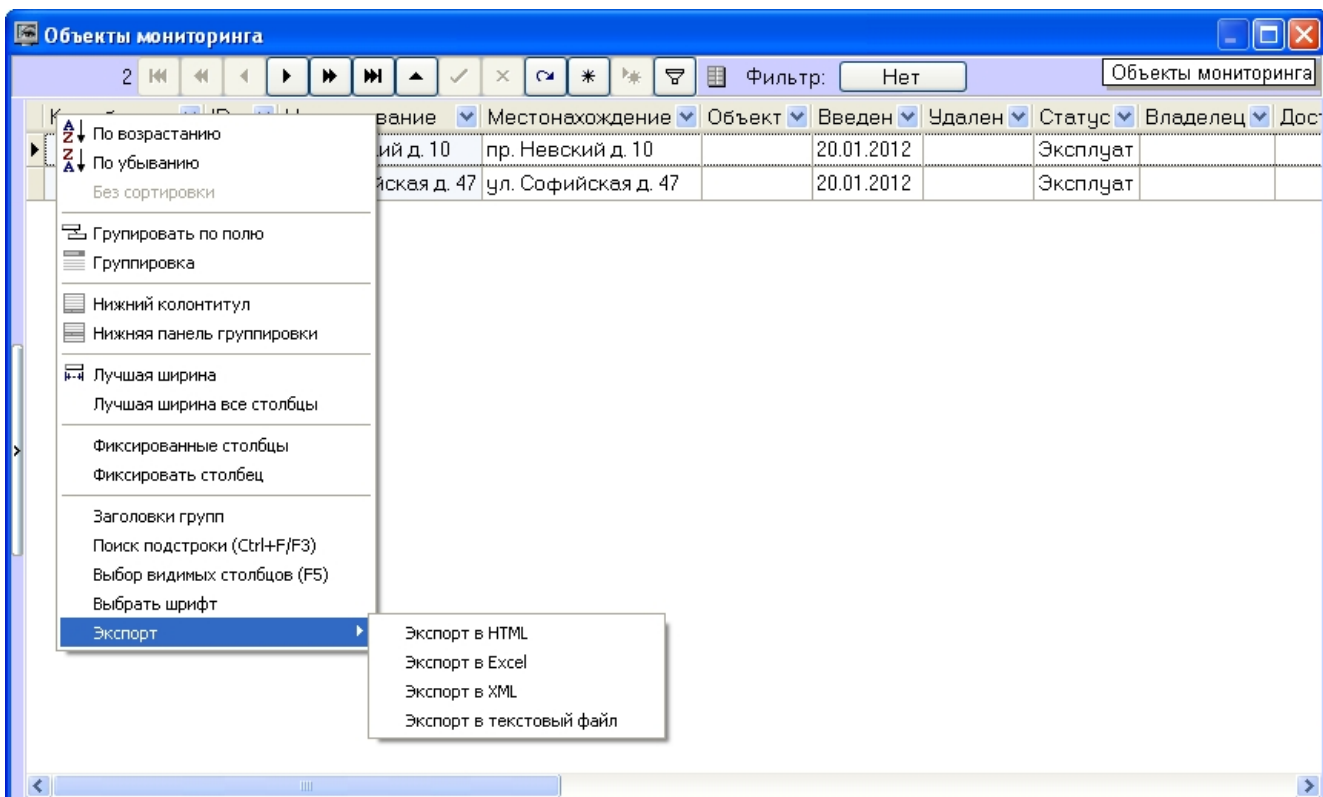 Объекты мониторинга
2 Фильтр: Нет Объекты мониторинга
Местонахождение Объект Введен Удален Статус Владелец
д. 10 пр. Невский д. 10 20.01.2012 Эксплуат
д. 47 ул. Софийская д. 47 20.01.2012 Эксплуат
По возрастанию
По убыванию
Без сортировки
Групировать по полю
Группировка
Нижний колонтитул
Нижняя панель группировки
Лучшая ширина
Лучшая ширина все столбцы
Фиксированные столбцы
Фиксировать столбец
Заголовки групп
Поиск подстроки (Ctrl+F/F3)
Выбор видимых столбцов (F5)
Выбрать шрифт
Экспорт
Экспорт в HTML
Экспорт в Excel
Экспорт в XML
Экспорт в текстовый файл